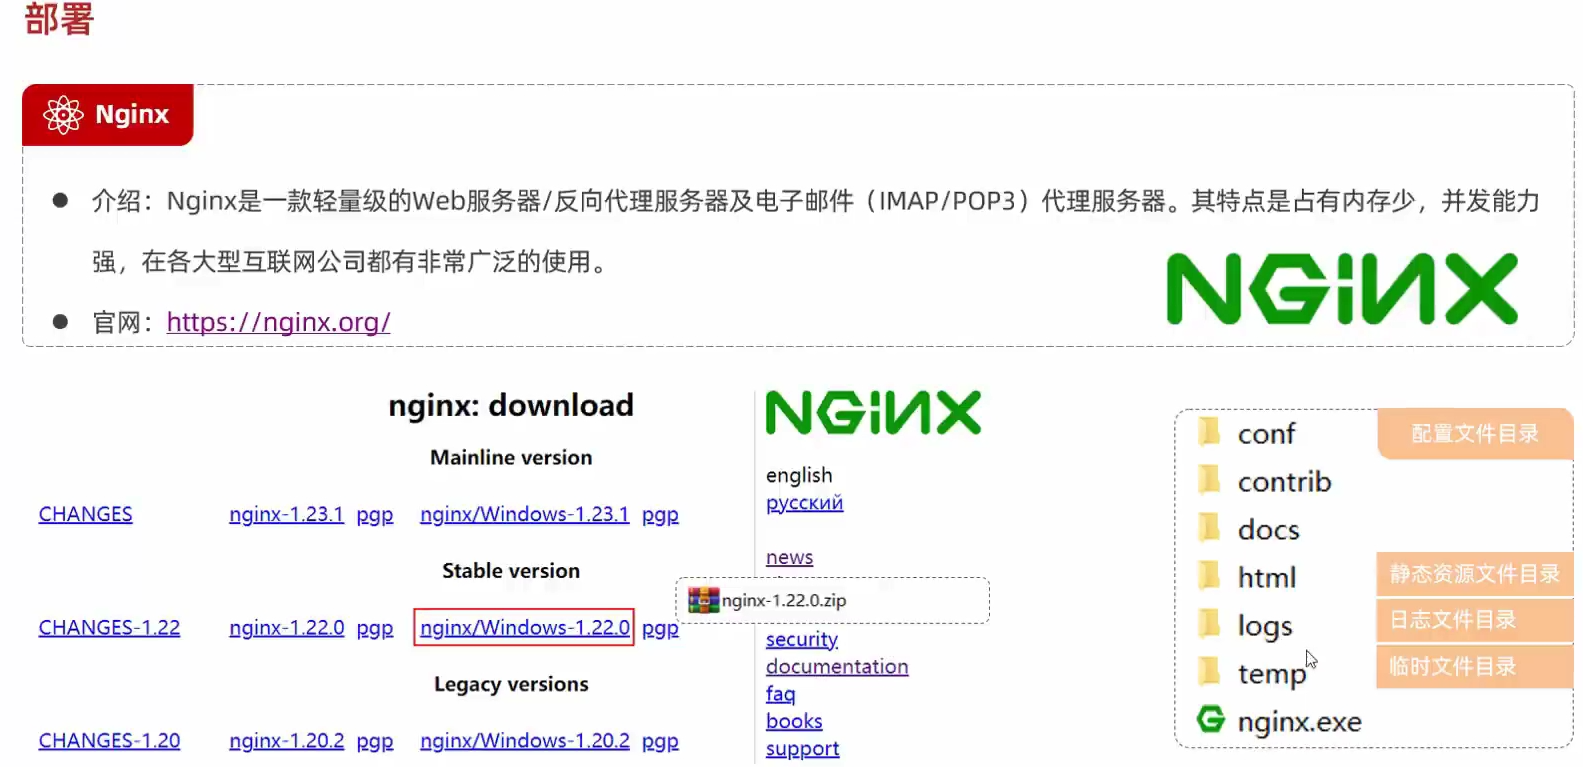 部署
Nginx
介绍：Nginx是一款轻量级的Web服务器/反向代理服务器及电子邮件（IMAP/POP3）代理服务器。其特点是占有内存少，并发能力
强，在各大型互联网公司都有非常广泛的使用。
官网：https://nginx.org/
NGINX
nginx: download
Mainline version
CHANGES nginx-1.23.1 pgp nginx/Windows-1.23.1 pgp
Stable version
CHANGES-1.22 nginx-1.22.0 pgp nginx/Windows-1.22.0 pgp
Legacy versions
CHANGES-1.20 nginx-1.20.2 pgp nginx/Windows-1.20.2 pgp
NGINX
english
русский
news
nginx-1.22.0.zip
security
documentation
faq
books
support
conf 配置文件目录
contrib
docs
html 静态资源文件目录
logs 日志文件目录
temp 临时文件目录
nginx.exe